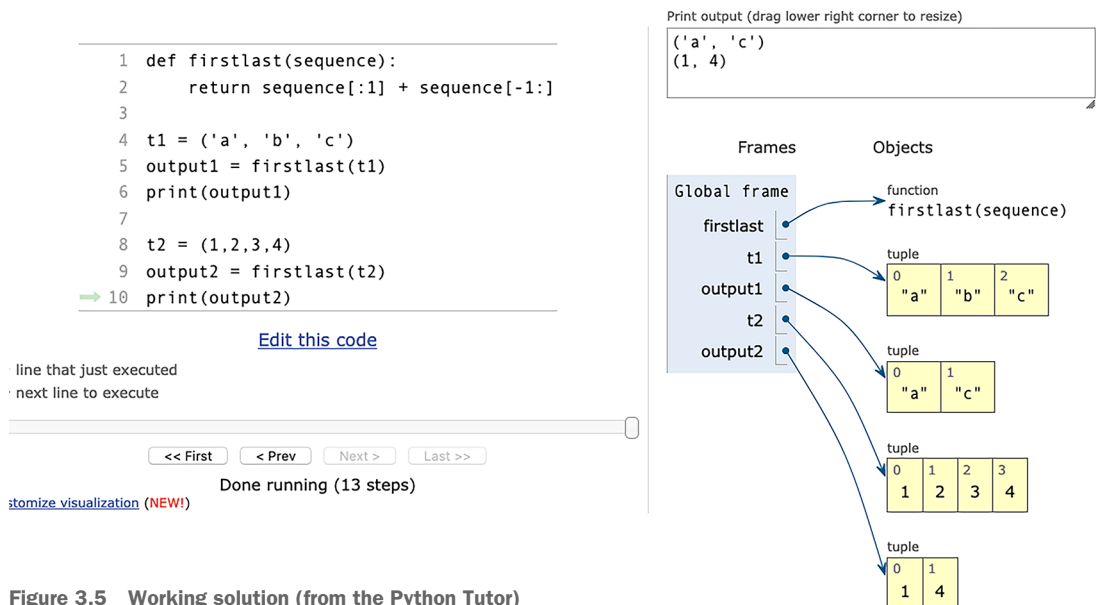 1 def firstlast(sequence):
2 return sequence[:1] + sequence[-1:]
3
4 t1 = ('a', 'b', 'c')
5 output1 = firstlast(t1)
6 print(output1)
7
8 t2 = (1,2,3,4)
9 output2 = firstlast(t2)
10 print(output2)
Edit this code
line that just executed
next line to execute
<< First < Prev Next > Last >>
Done running (13 steps)
stomize visualization (NEW!)
Print output (drag lower right corner to resize)
('a', 'c')
(1, 4)
Frames Objects
Global frame
firstlast
t1
output1
t2
output2
function
firstlast(sequence)
tuple
0 1 2
"a" "b" "c"
tuple
0 1
"a" "c"
tuple
0 1 2 3
1 2 3 4
tuple
0 1
1 4
Figure 3.5 Working solution (from the Python Tutor)